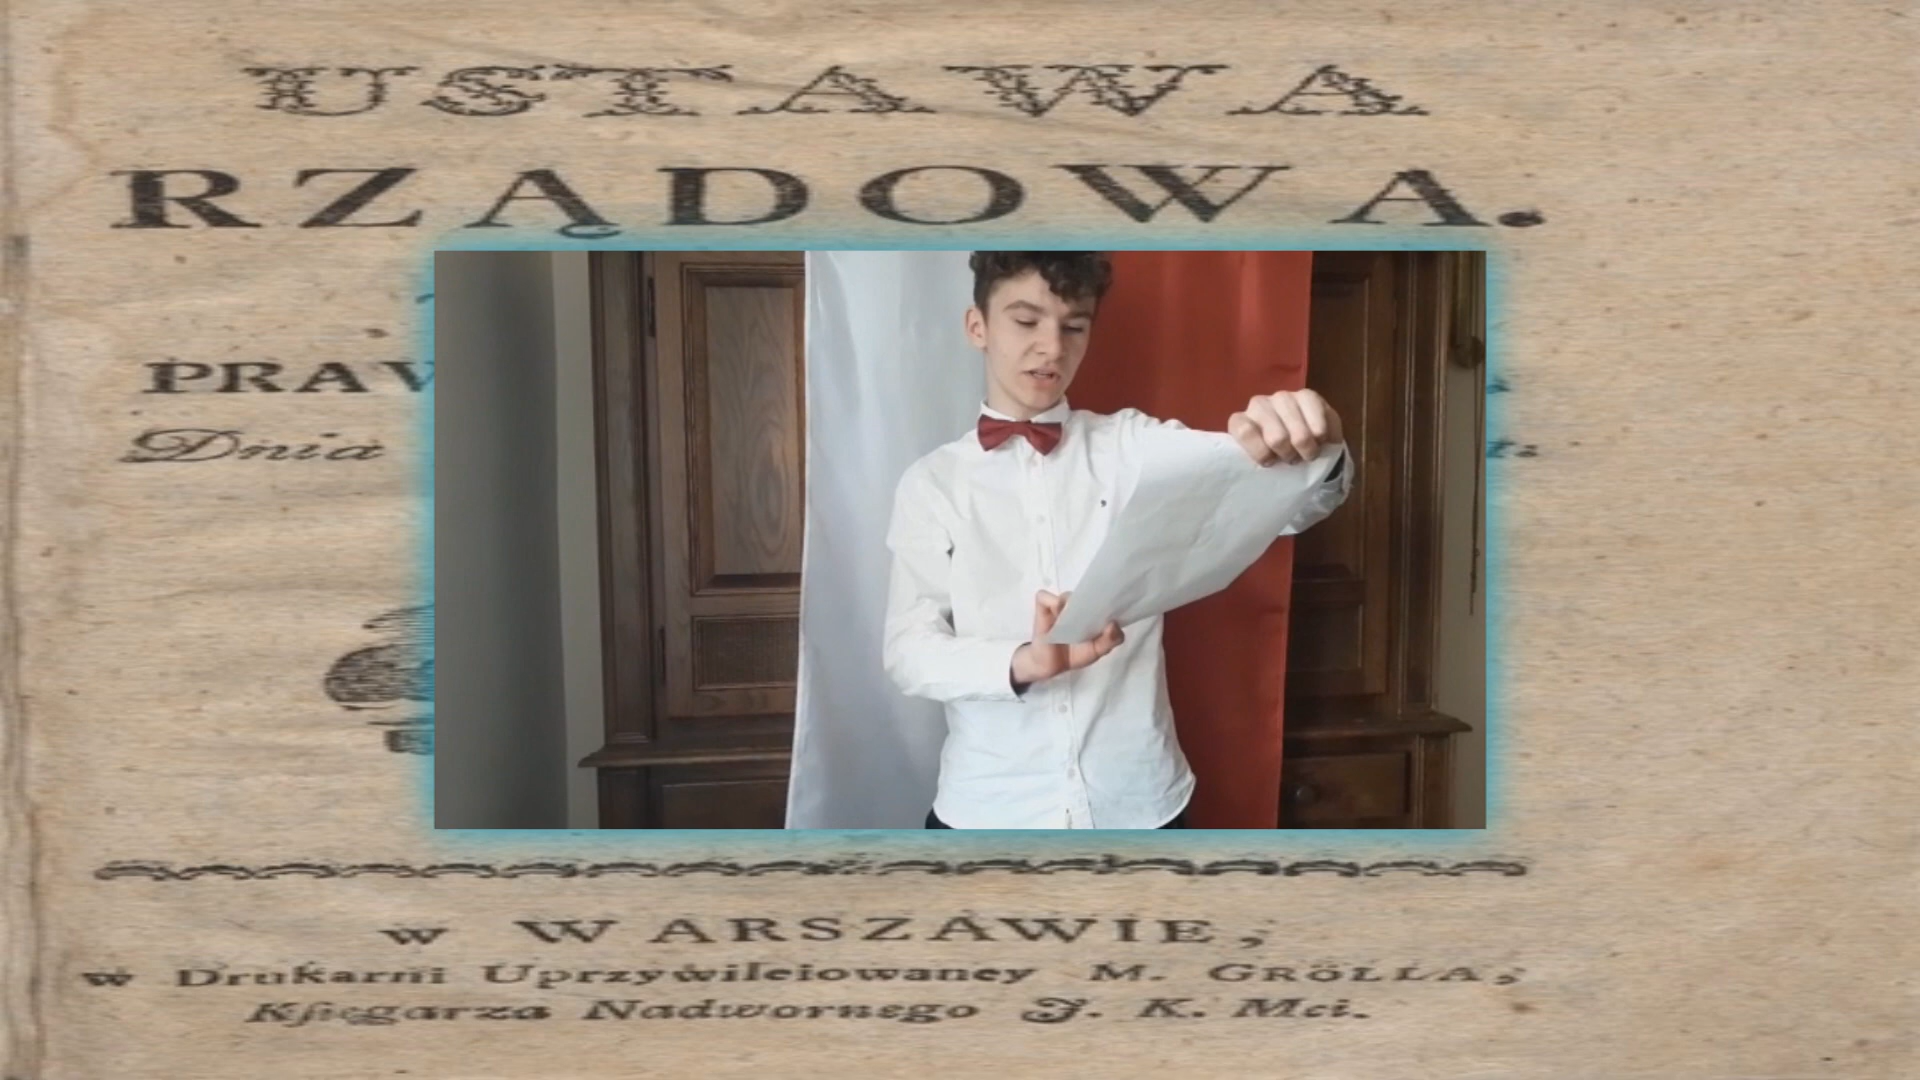 USTAWA
RZĄDOWA.
PRAW
Dnia
w WARSZAWIE,
w Drukarni Uprzywileiowaney M. GRÖLLA,
Księgarza Nadwornego J. K. Mci.